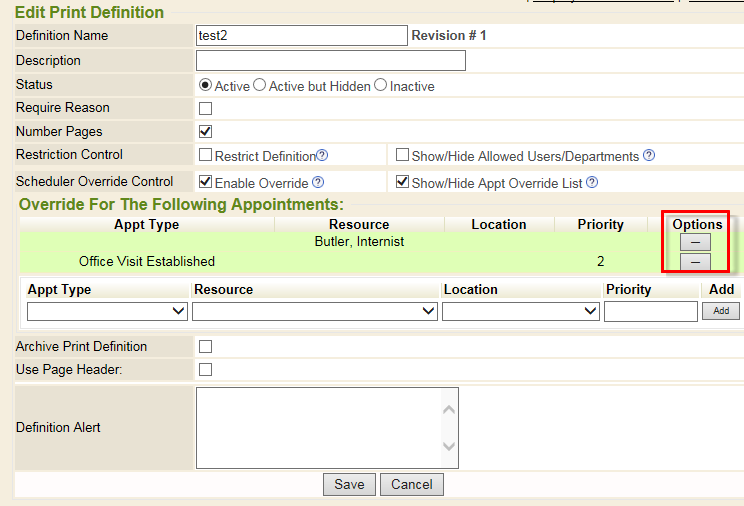 Edit Print Definition
Definition Name test2 Revision # 1
Description
Status Active Active but Hidden Inactive
Require Reason
Number Pages
Restriction Control Restrict Definition Show/Hide Allowed Users/Departments
Scheduler Override Control Enable Override Show/Hide Appt Override List
Override For The Following Appointments:
Appt Type Resource Location Priority Options
Butler, Internist
Office Visit Established 2
Appt Type Resource Location Priority Add
Add
Archive Print Definition
Use Page Header:
Definition Alert
Save Cancel